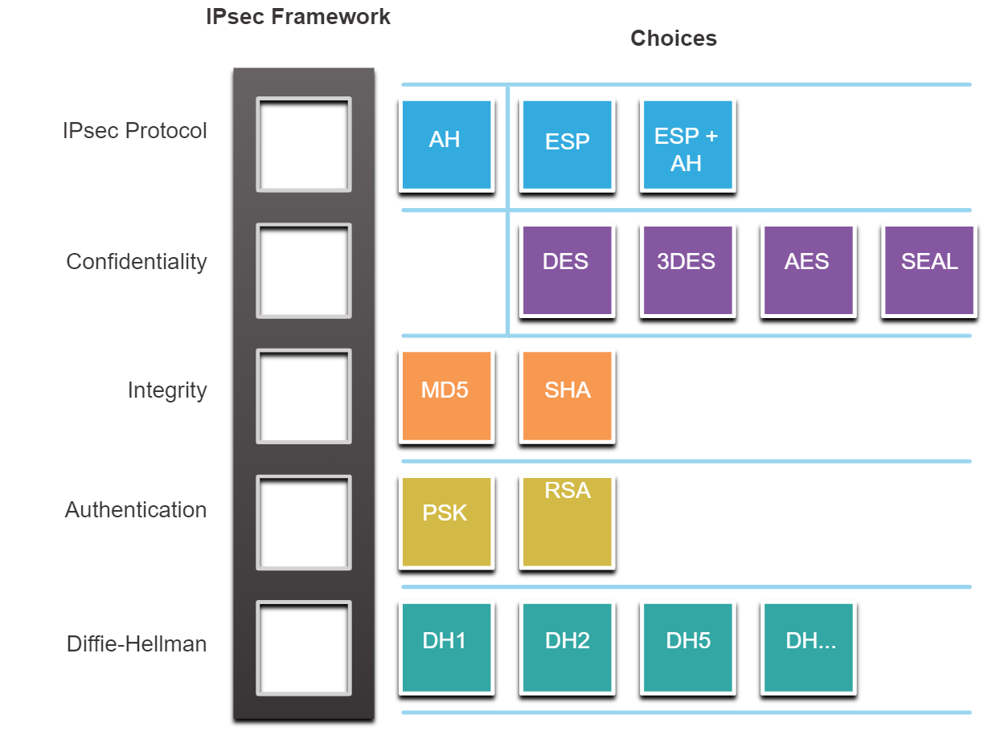 IPsec Framework
Choices
IPsec Protocol
AH
ESP
ESP +
AH
Confidentiality
DES
3DES
AES
SEAL
Integrity
MD5
SHA
Authentication
PSK
RSA
Diffie-Hellman
DH1
DH2
DH5
DH...